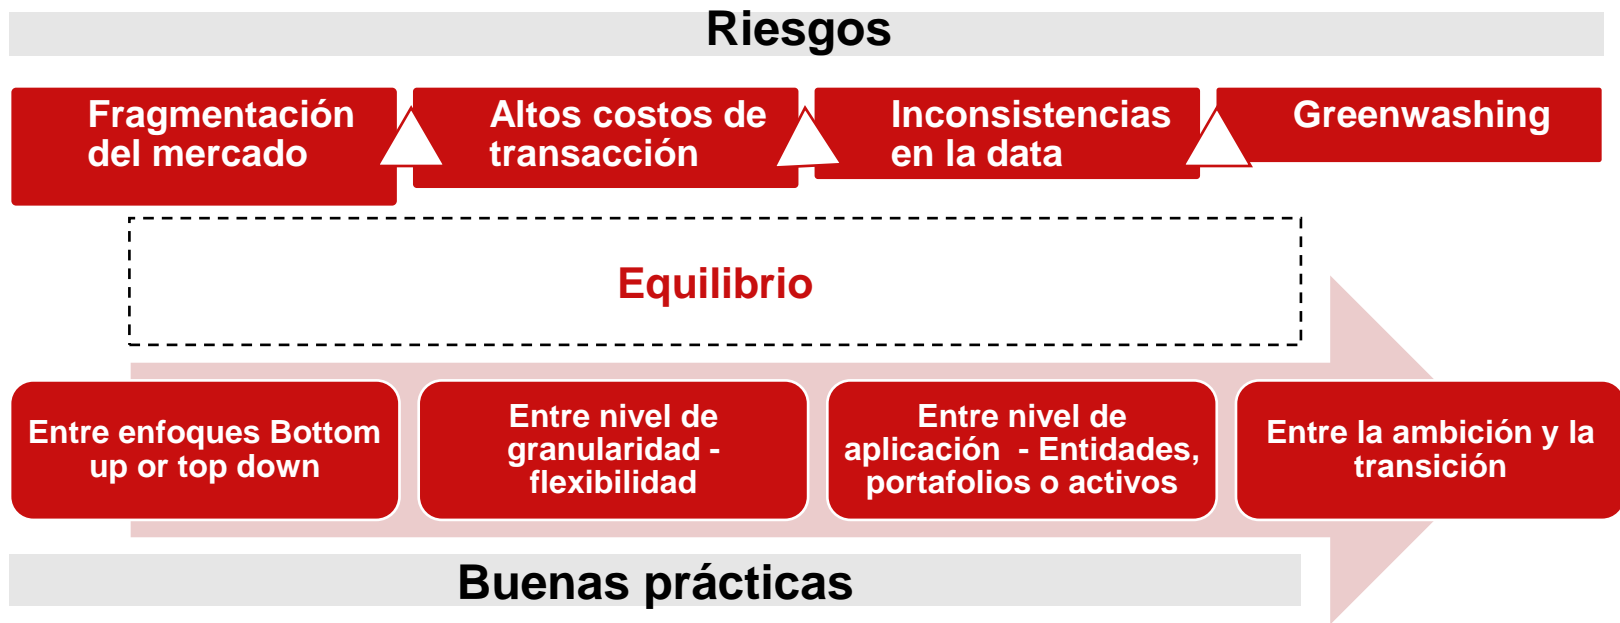 Riesgos
Fragmentación
del mercado
Altos costos de
transacción
Inconsistencias
en la data
Greenwashing
Equilibrio
Entre enfoques Bottom
up or top down
Entre nivel de
granularidad -
flexibilidad
Entre nivel de
aplicación - Entidades,
portafolios o activos
Entre la ambición y la
transición
Buenas prácticas